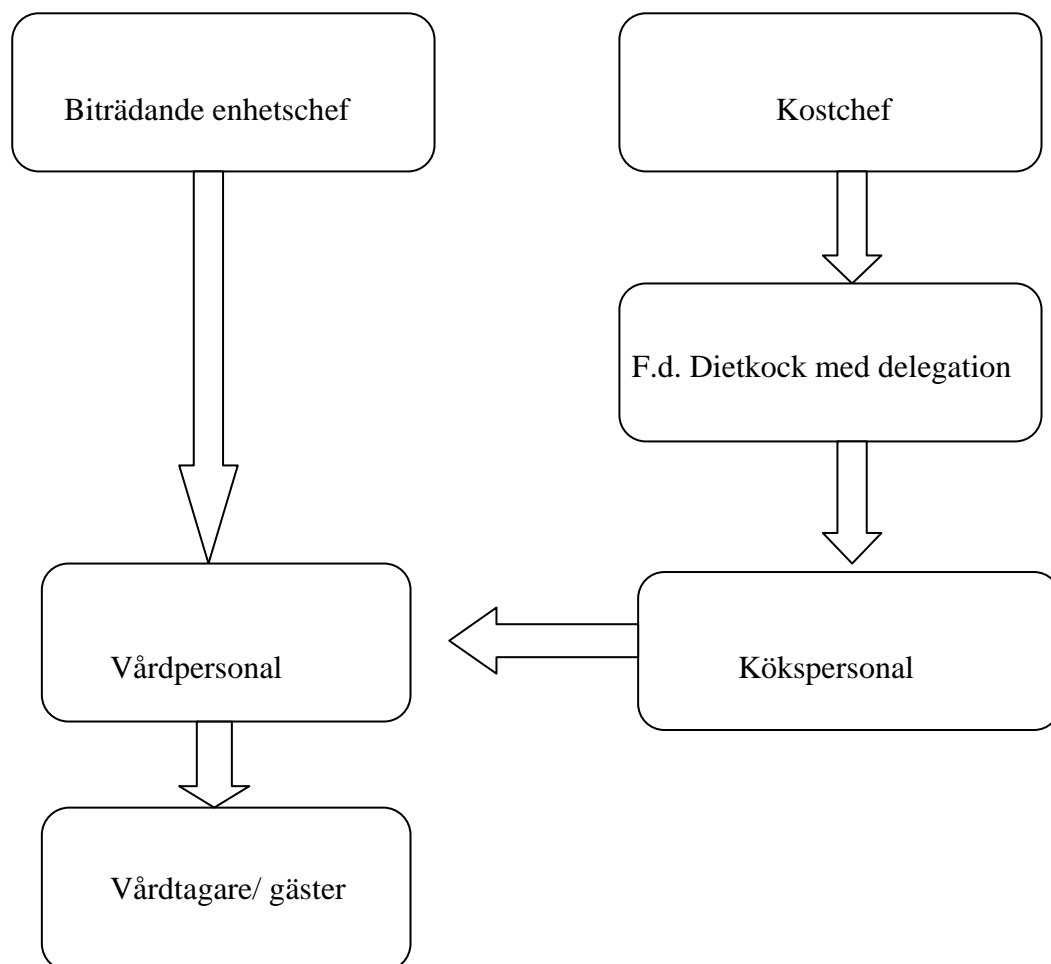 Biträdande enhetschef
Kostchef
F.d. Dietkock med delegation
Vårdpersonal
Kökspersonal
Vårdtagare/ gäster